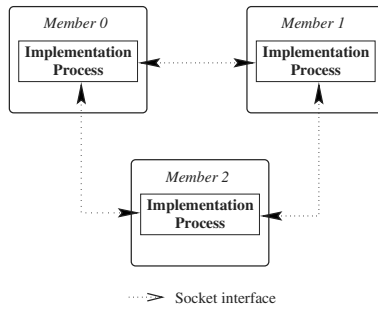 Member 0
Implementation
Process
Member 1
Implementation
Process
Member 2
Implementation
Process
Socket interface